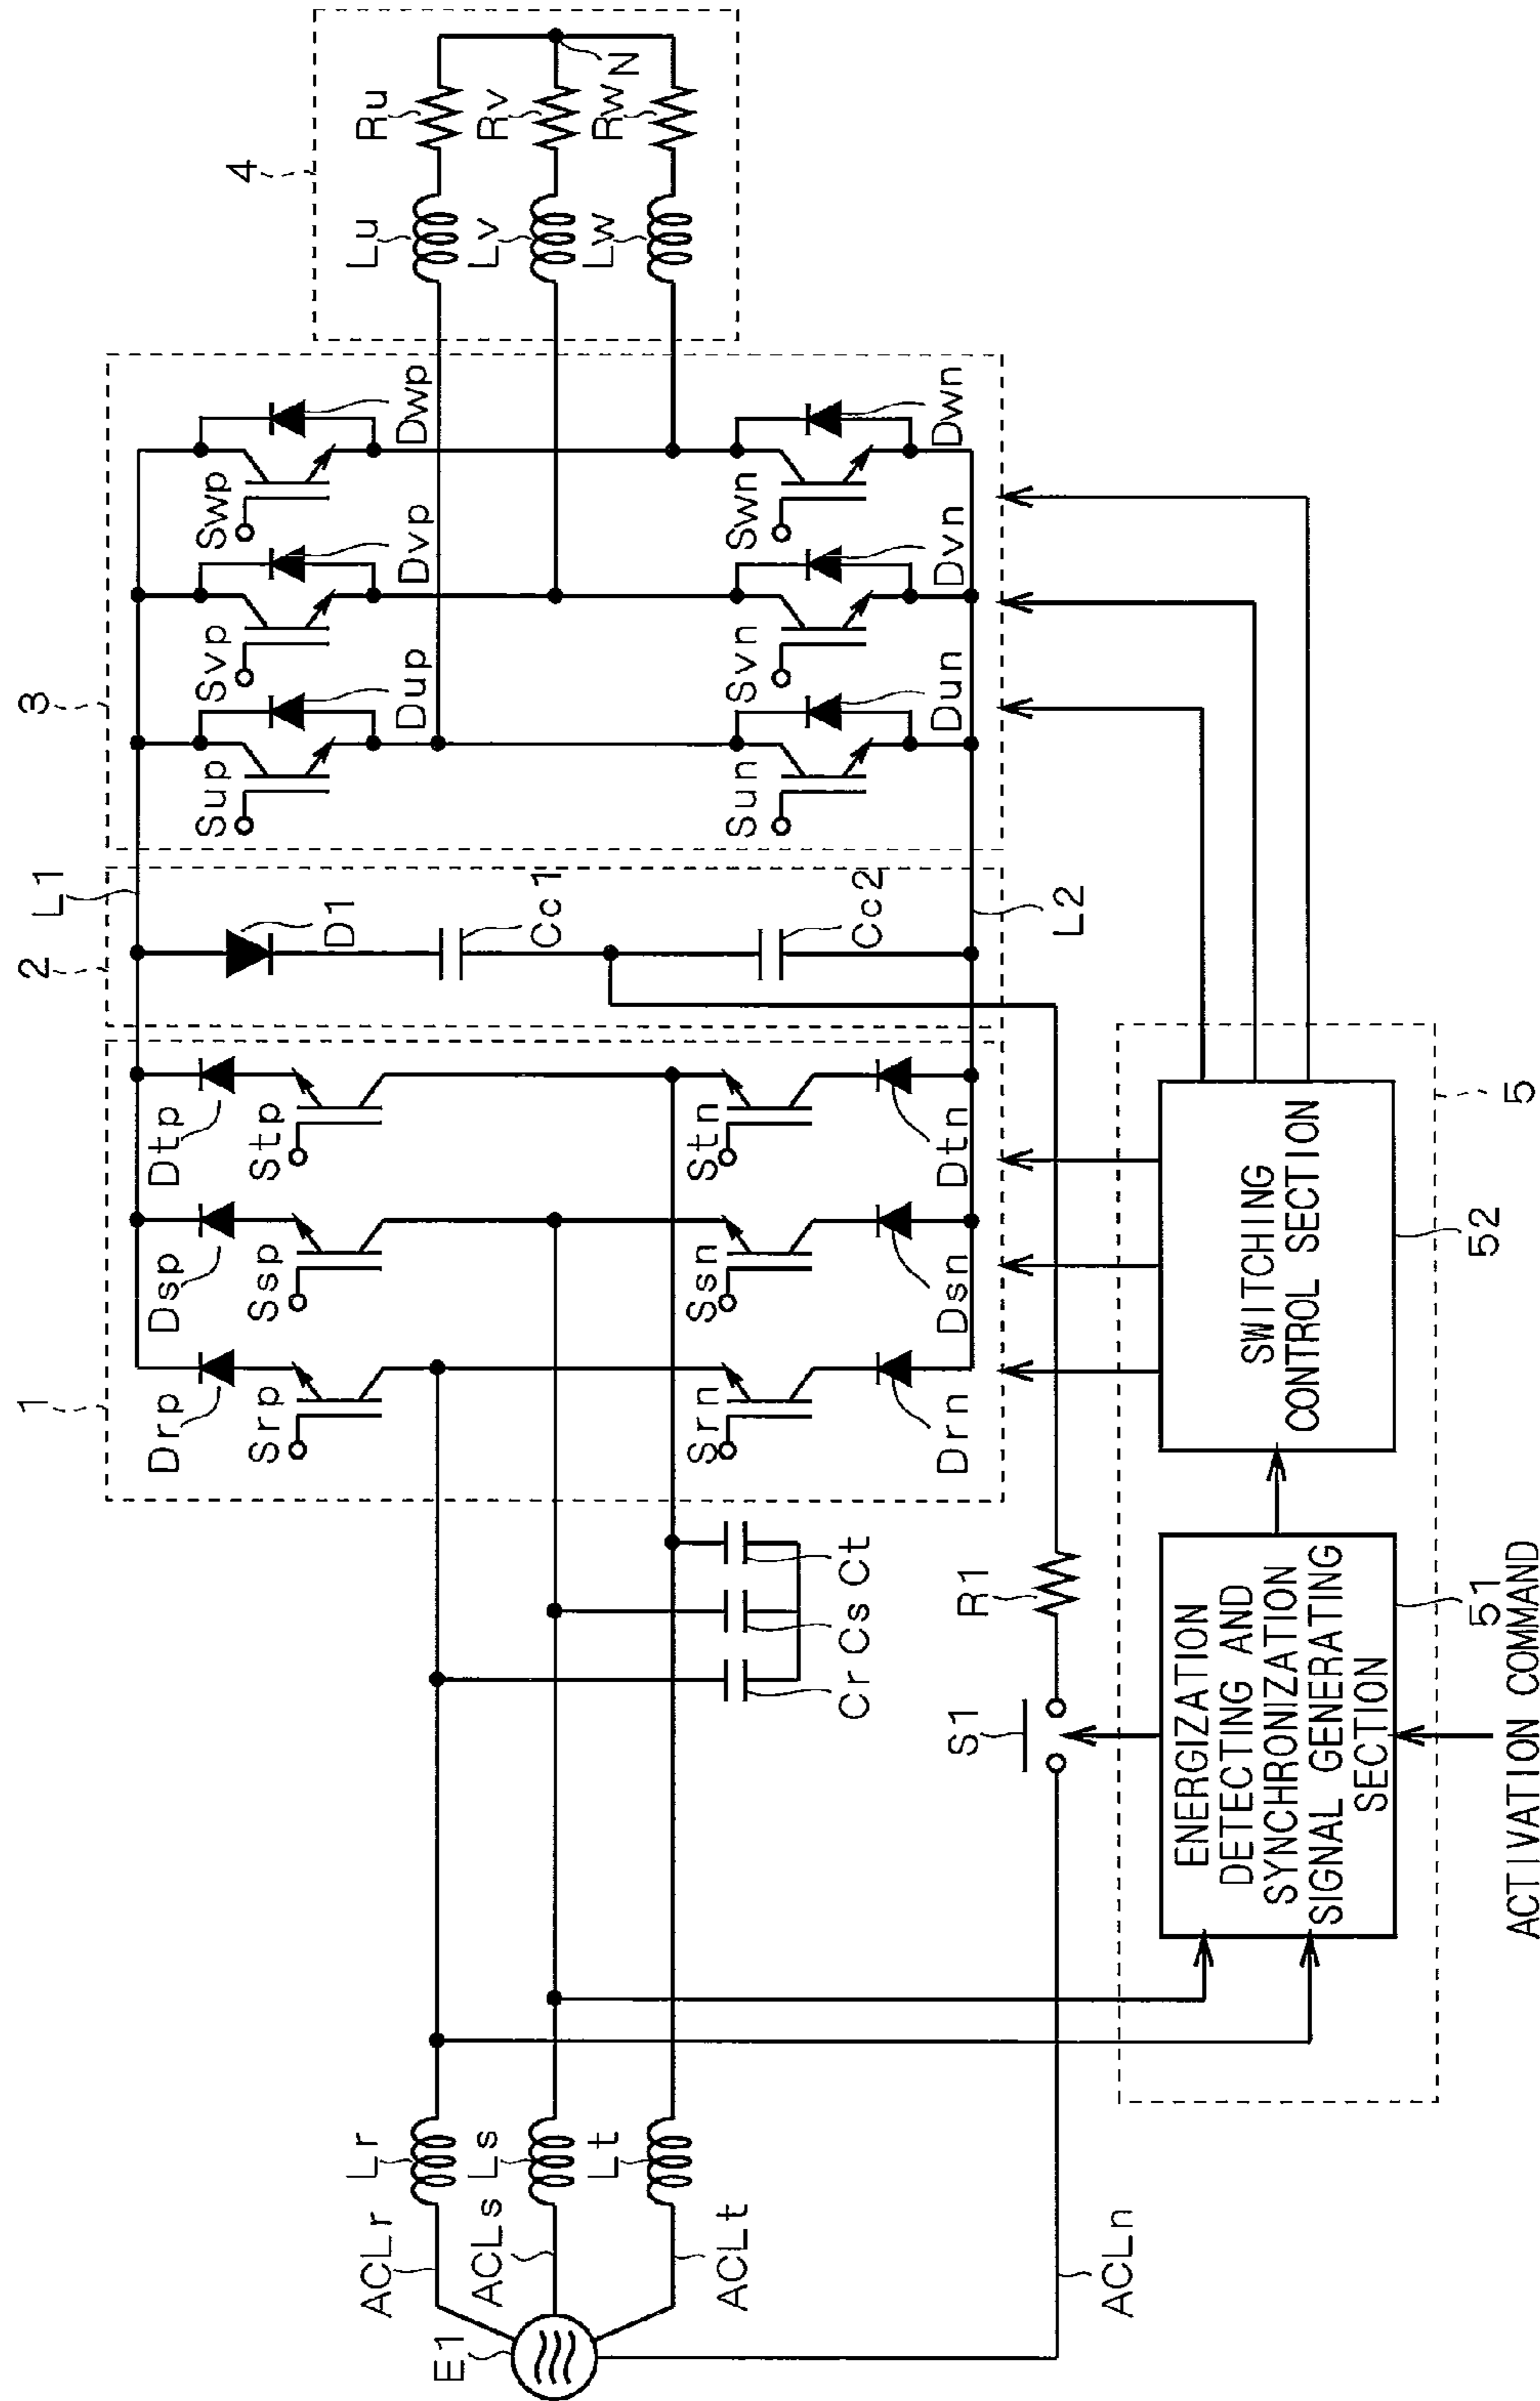 1
2
3
4
L1
Drp
Dsp
Dtp
D1
Srp
Ssp
Stp
Sup
Svp
Swp
Dup
Dvp
Dwp
Cc1
Cc2
Lu
Ru
Lv
Rv
Lw
Rw
N
E1
ACLr
Lr
ACLs
Ls
ACLt
Lt
Cr
Cs
Ct
Srn
Ssn
Stn
Sun
Svn
Swn
Drn
Dsn
Dtn
Dun
Dvn
Dwn
L2
ACLn
S1
R1
ENERGIZATION
DETECTING AND
SYNCHRONIZATION
SIGNAL GENERATING
SECTION
51
SWITCHING
CONTROL SECTION
52
5
ACTIVATION COMMAND